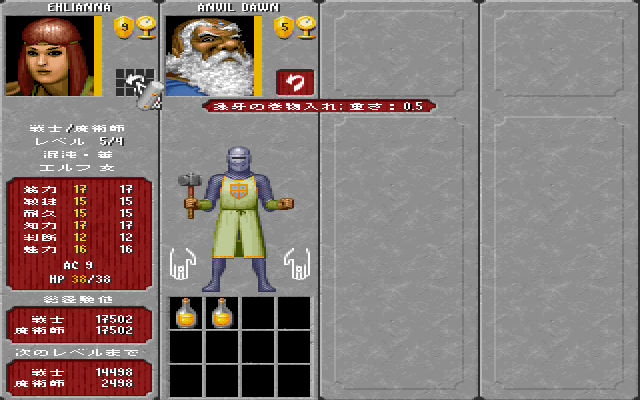 EHLIANNA
ANVIL DAWN
9
5
象牙の巻物入れ:重さ: 0.5
戦士/魔術師
レベル 5/4
混沌・善
エルフ 女
筋力 17 17
敏捷 15 15
耐久 15 15
知力 17 17
判断 12 12
魅力 16 16
AC 9
HP 38/38
総経験値
戦士 17502
魔術師 17502
次のレベルまで
戦士 14498
魔術師 2498